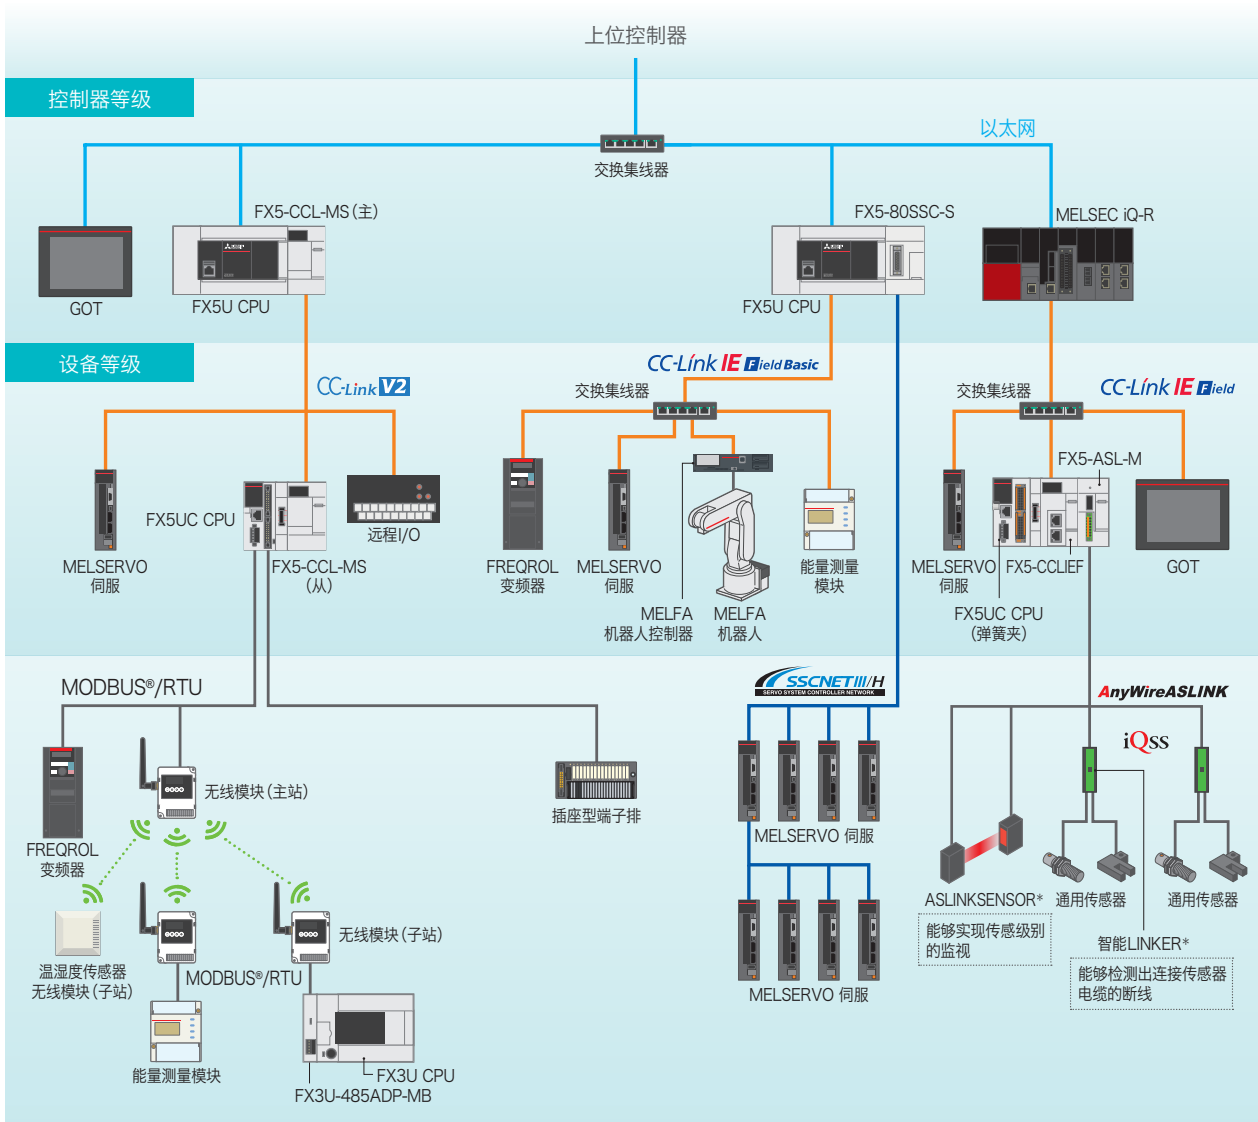 上位控制器
控制器等级
以太网
交换集线器
FX5-CCL-MS（主）
FX5-80SSC-S
MELSEC iQ-R
GOT
FX5U CPU
FX5U CPU
设备等级
CC-Link V2
CC-Link IE Field Basic
CC-Link IE Field
交换集线器
交换集线器
FX5-ASL-M
FX5UC CPU
远程I/O
MELSERVO
伺服
FX5-CCL-MS
（从）
FREQROL
变频器
MELSERVO
伺服
能量测量
模块
MELFA
机器人控制器
MELFA
机器人
MELSERVO
伺服
FX5-CCLIEF
GOT
FX5UC CPU
（弹簧夹）
MODBUS®/RTU
SSCNETIII/H
SERVO SYSTEM CONTROLLER NETWORK
AnyWireASLINK
iQss
无线模块（主站）
插座型端子排
MELSERVO 伺服
FREQROL
变频器
ASLINKSENSOR*
通用传感器
通用传感器
能够实现传感级别
的监视
无线模块（子站）
智能LINKER*
温湿度传感器
无线模块（子站）
MODBUS®/RTU
能够检测出连接传感器
电缆的断线
MELSERVO 伺服
能量测量模块
FX3U CPU
FX3U-485ADP-MB